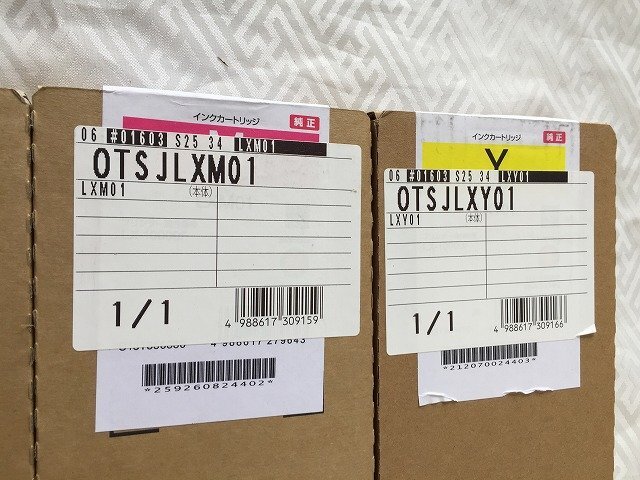 インクカートリッジ 純正
06 #01603 S25 34 LXM01
OTSJLXM01
LXM01 (本体)
1/1
4 988617 309159
4 988617 279643
*259260824402*
インクカートリッジ 純正
Y
06 #01603 S25 34 LXY01
OTSJLXY01
LXY01 (本体)
1/1
4 988617 309166
*212070024403*